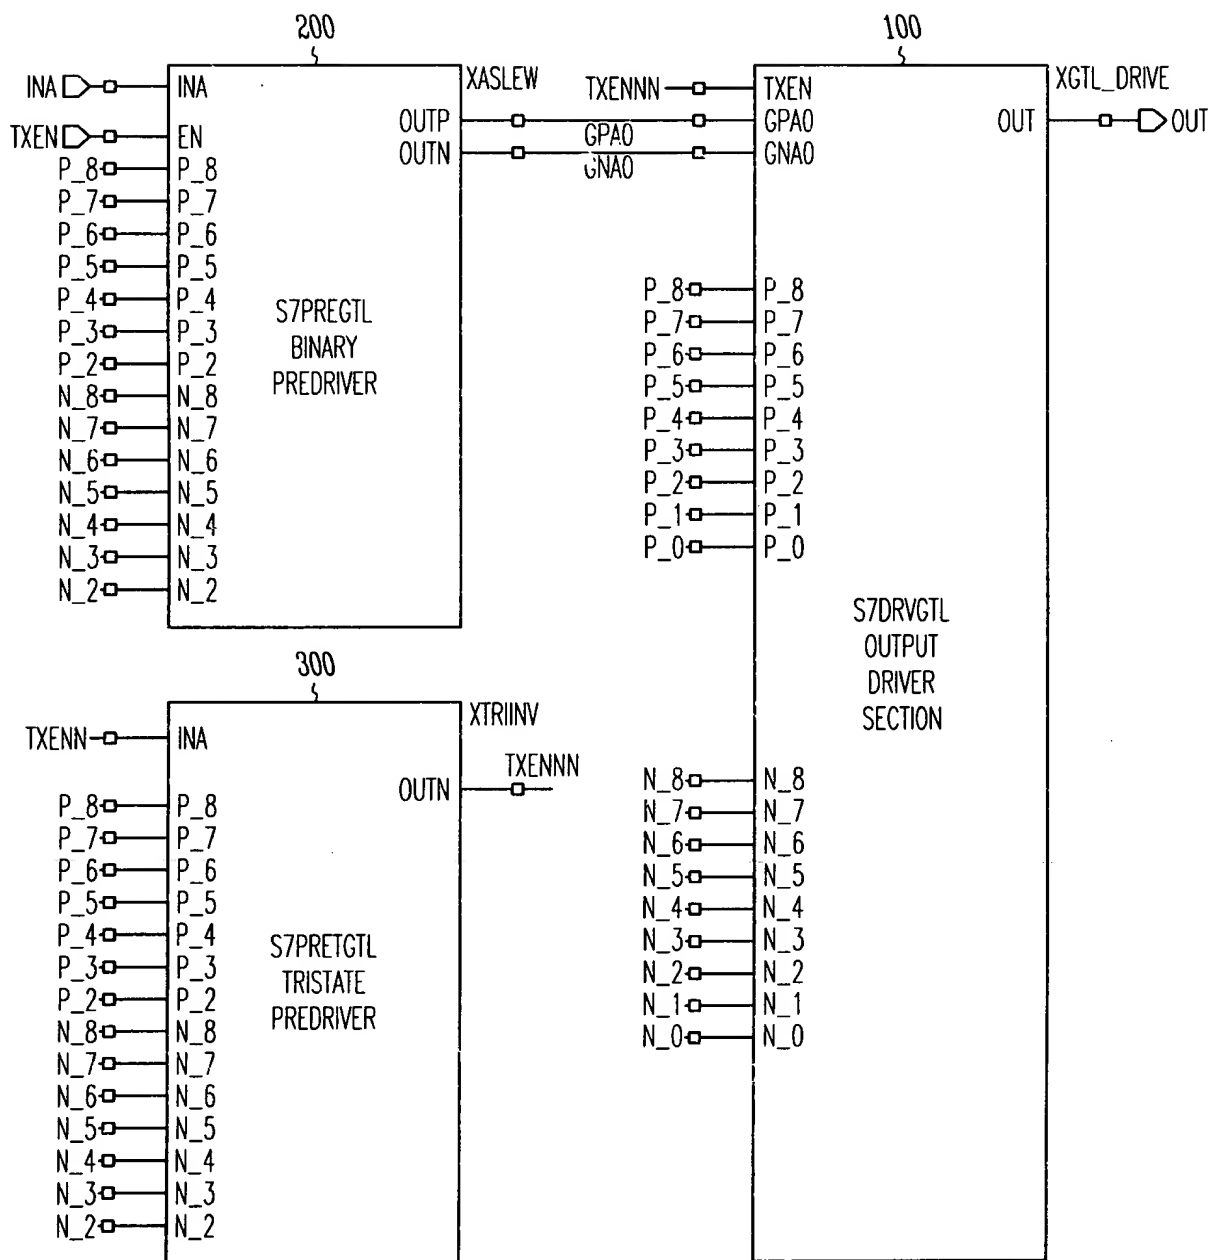 200
XASLEW
INA INA
TXEN EN
P_8 P_8
P_7 P_7
P_6 P_6
P_5 P_5
P_4 P_4
P_3 P_3
P_2 P_2
N_8 N_8
N_7 N_7
N_6 N_6
N_5 N_5
N_4 N_4
N_3 N_3
N_2 N_2
S7PREGTL
BINARY
PREDRIVER
OUTP
OUTN
GPAO
GNAO
100
XGTL_DRIVE
TXENNN TXEN
GPAO
GNAO
OUT OUT
P_8 P_8
P_7 P_7
P_6 P_6
P_5 P_5
P_4 P_4
P_3 P_3
P_2 P_2
P_1 P_1
P_0 P_0
S7DRVGTL
OUTPUT
DRIVER
SECTION
N_8 N_8
N_7 N_7
N_6 N_6
N_5 N_5
N_4 N_4
N_3 N_3
N_2 N_2
N_1 N_1
N_0 N_0
300
XTRIINV
TXENN INA
OUTN
TXENNN
P_8 P_8
P_7 P_7
P_6 P_6
P_5 P_5
P_4 P_4
P_3 P_3
P_2 P_2
N_8 N_8
N_7 N_7
N_6 N_6
N_5 N_5
N_4 N_4
N_3 N_3
N_2 N_2
S7PRETGTL
TRISTATE
PREDRIVER